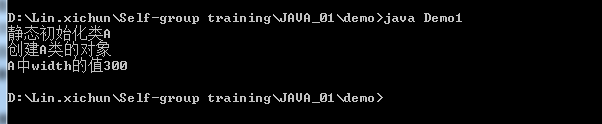 D:\Lin.xichun\Self-group training\JAVA_01\demo>java Demo1
静态初始化类A
创建A类的对象
A中width的值300
D:\Lin.xichun\Self-group training\JAVA_01\demo>